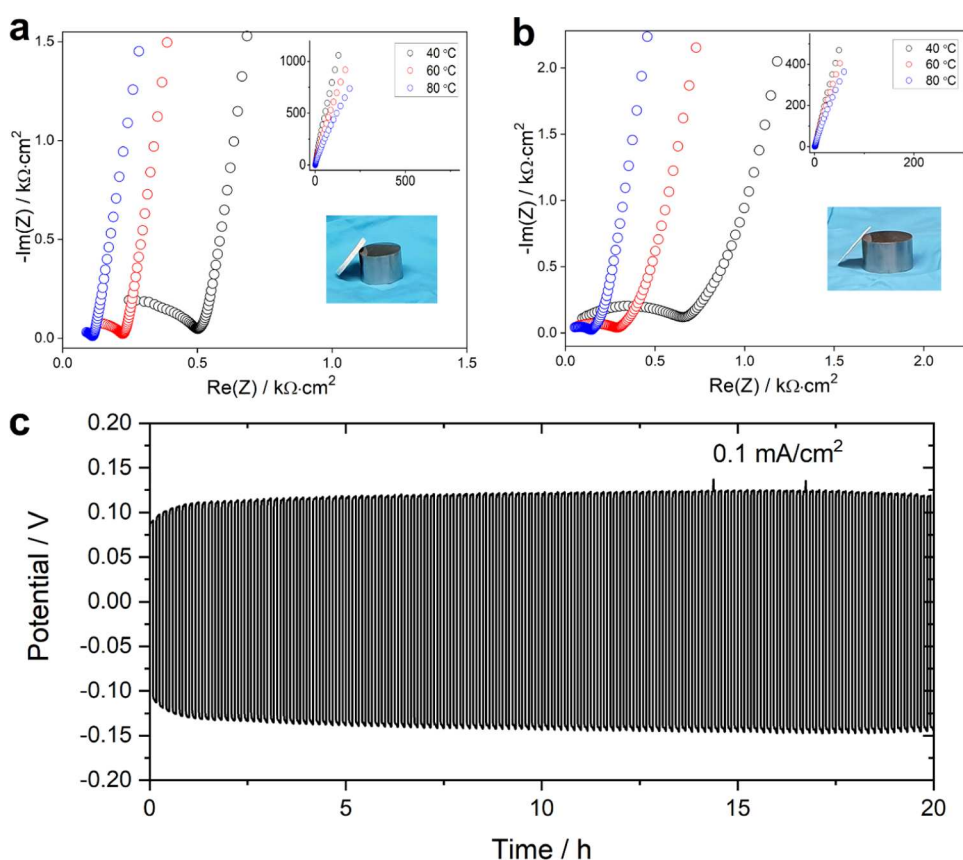 a
1.5
1.0
0.5
0.0
-Im(Z) / kΩ·cm²
0.0 0.5 1.0 1.5
Re(Z) / kΩ·cm²
1000
750
500
250
0
0 500
40 °C
60 °C
80 °C
b
2.0
1.5
1.0
0.5
0.0
-Im(Z) / kΩ·cm²
0.0 0.5 1.0 1.5 2.0
Re(Z) / kΩ·cm²
400
200
0
0 200
40 °C
60 °C
80 °C
c
0.20
0.15
0.10
0.05
0.00
-0.05
-0.10
-0.15
-0.20
Potential / V
0.1 mA/cm²
0 5 10 15 20
Time / h